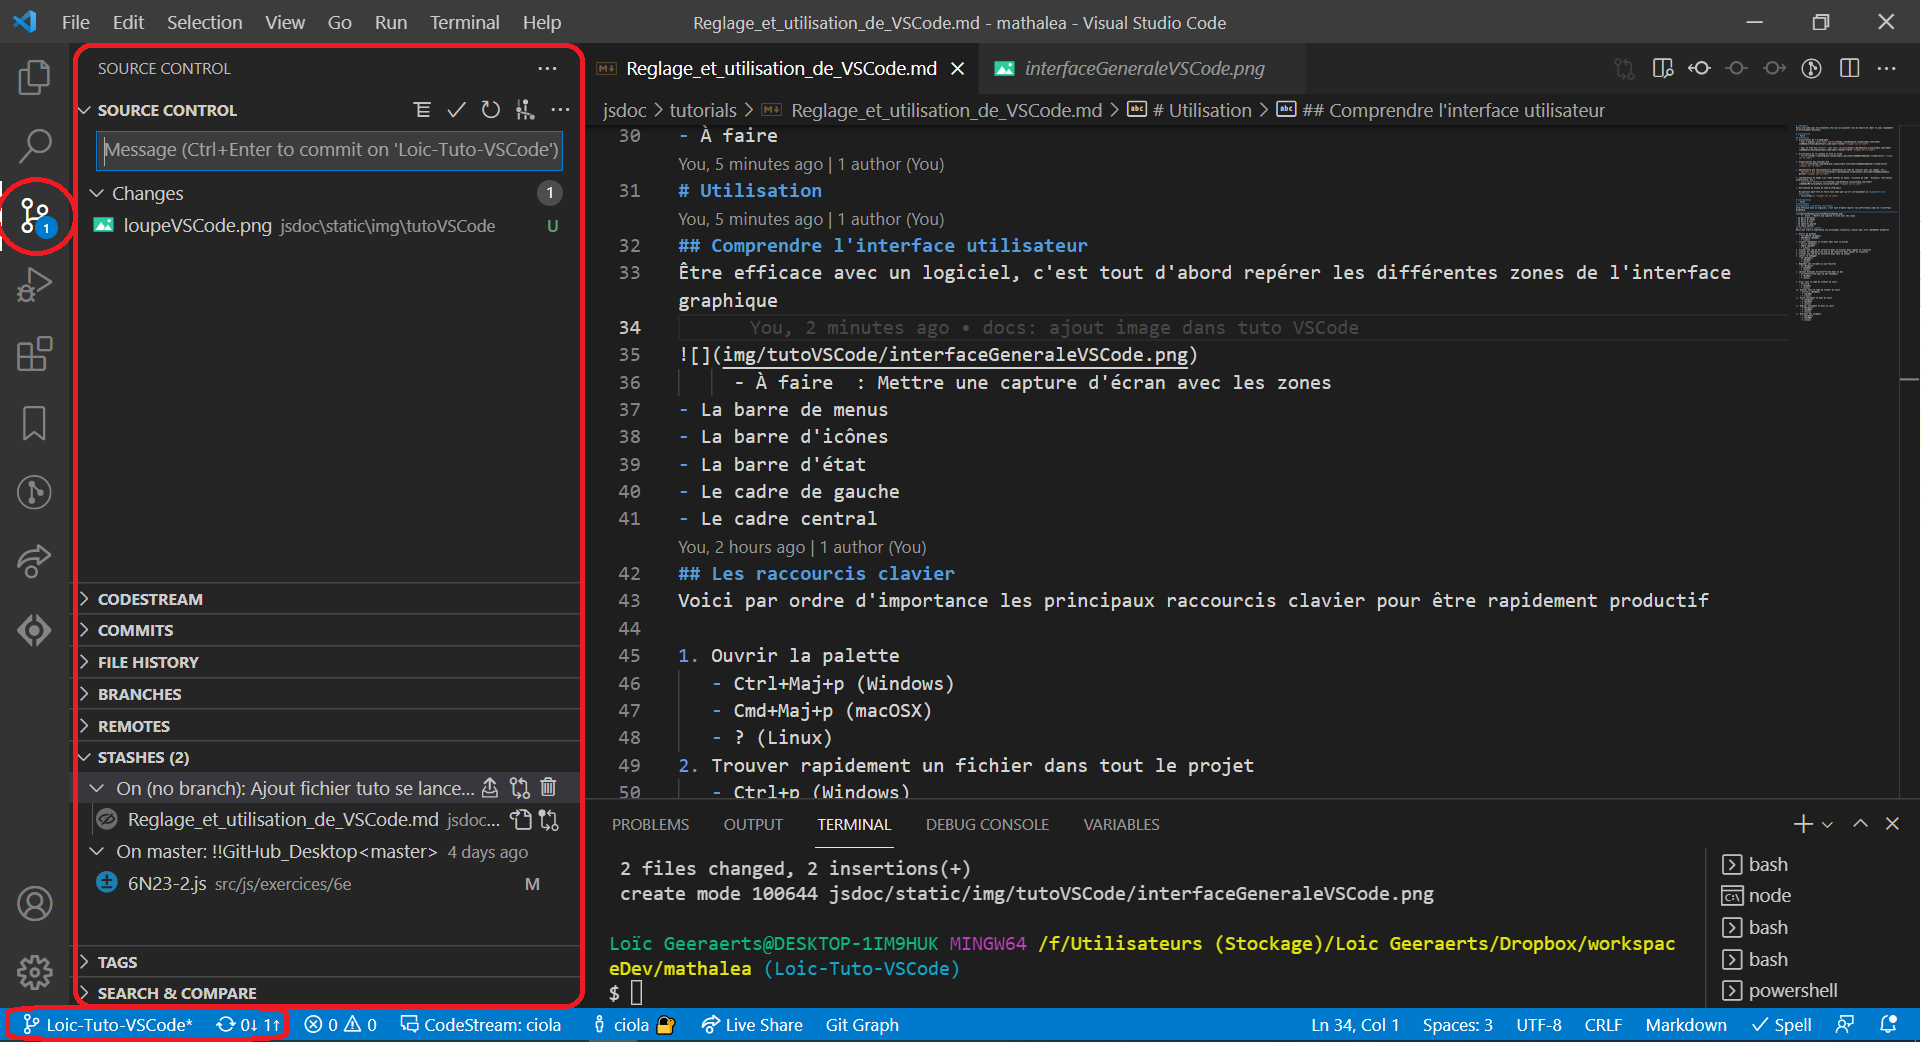 File Edit Selection View Go Run Terminal Help
Reglage_et_utilisation_de_VSCode.md - mathalea - Visual Studio Code
SOURCE CONTROL
SOURCE CONTROL
Message (Ctrl+Enter to commit on 'Loic-Tuto-VSCode')
Changes 1
loupeVSCode.png jsdoc\static\img\tutoVSCode U
1
CODESTREAM
COMMITS
FILE HISTORY
BRANCHES
REMOTES
STASHES (2)
On (no branch): Ajout fichier tuto se lance...
Reglage_et_utilisation_de_VSCode.md jsdoc...
On master: !!GitHub_Desktop<master> 4 days ago
6N23-2.js src/js/exercices/6e M
TAGS
SEARCH & COMPARE
Reglage_et_utilisation_de_VSCode.md
interfaceGeneraleVSCode.png
jsdoc > tutorials > Reglage_et_utilisation_de_VSCode.md > # Utilisation > ## Comprendre l'interface utilisateur
30 - À faire
You, 5 minutes ago | 1 author (You)
31 # Utilisation
You, 5 minutes ago | 1 author (You)
32 ## Comprendre l'interface utilisateur
33 Être efficace avec un logiciel, c'est tout d'abord repérer les différentes zones de l'interface
graphique
34 You, 2 minutes ago • docs: ajout image dans tuto VSCode
35 ![](img/tutoVSCode/interfaceGeneraleVSCode.png)
36 - À faire  : Mettre une capture d'écran avec les zones
37 - La barre de menus
38 - La barre d'icônes
39 - La barre d'état
40 - Le cadre de gauche
41 - Le cadre central
You, 2 hours ago | 1 author (You)
42 ## Les raccourcis clavier
43 Voici par ordre d'importance les principaux raccourcis clavier pour être rapidement productif
44
45 1. Ouvrir la palette
46 - Ctrl+Maj+p (Windows)
47 - Cmd+Maj+p (macOSX)
48 - ? (Linux)
49 2. Trouver rapidement un fichier dans tout le projet
50 - Ctrl+p (Windows)
PROBLEMS OUTPUT TERMINAL DEBUG CONSOLE VARIABLES
2 files changed, 2 insertions(+)
create mode 100644 jsdoc/static/img/tutoVSCode/interfaceGeneraleVSCode.png
Loïc Geeraerts@DESKTOP-1IM9HUK MINGW64 /f/Utilisateurs (Stockage)/Loic Geeraerts/Dropbox/workspac
eDev/mathalea (Loic-Tuto-VSCode)
$
bash
node
bash
bash
powershell
Loic-Tuto-VSCode* 0↓ 1↑ 0 0 CodeStream: ciola ciola Live Share Git Graph Ln 34, Col 1 Spaces: 3 UTF-8 CRLF Markdown Spell